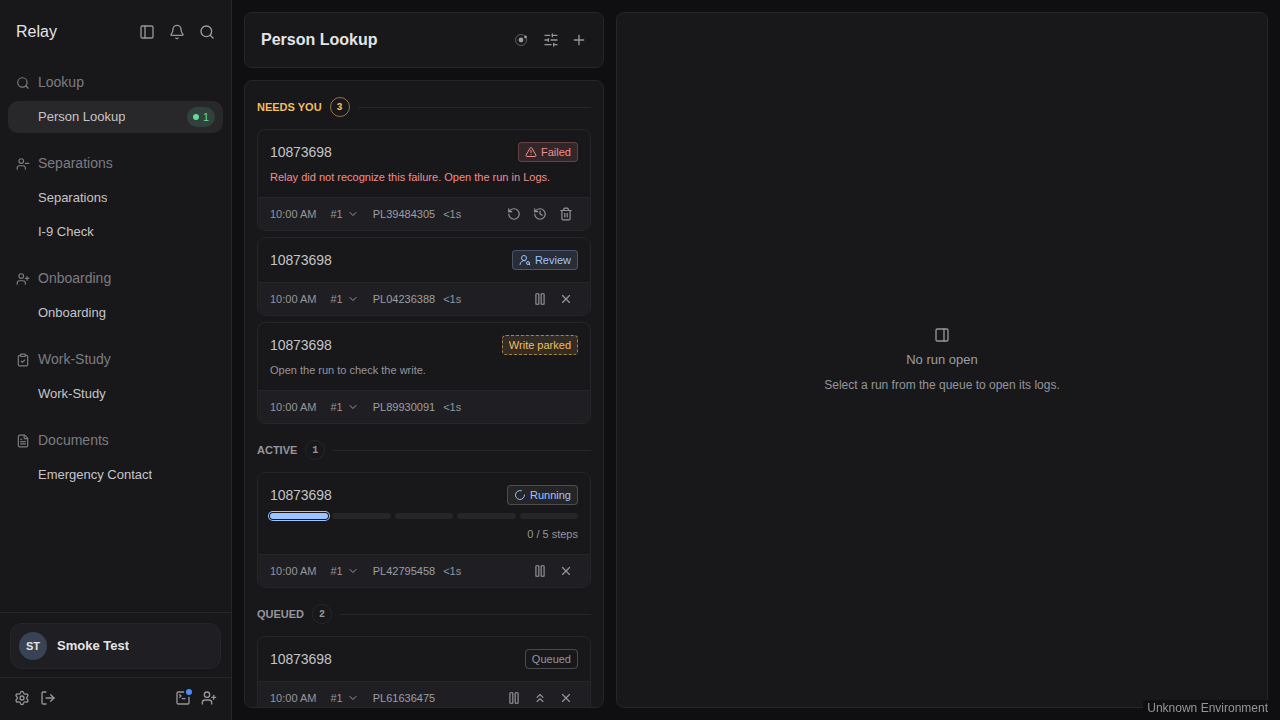 Relay
Lookup
Person Lookup
1
Separations
Separations
I-9 Check
Onboarding
Onboarding
Work-Study
Work-Study
Documents
Emergency Contact
ST
Smoke Test
Person Lookup
NEEDS YOU 3
10873698
Failed
Relay did not recognize this failure. Open the run in Logs.
10:00 AM #1 PL39484305 <1s
10873698
Review
10:00 AM #1 PL04236388 <1s
10873698
Write parked
Open the run to check the write.
10:00 AM #1 PL89930091 <1s
ACTIVE 1
10873698
Running
0 / 5 steps
10:00 AM #1 PL42795458 <1s
QUEUED 2
10873698
Queued
10:00 AM #1 PL61636475
No run open
Select a run from the queue to open its logs.
Unknown Environment